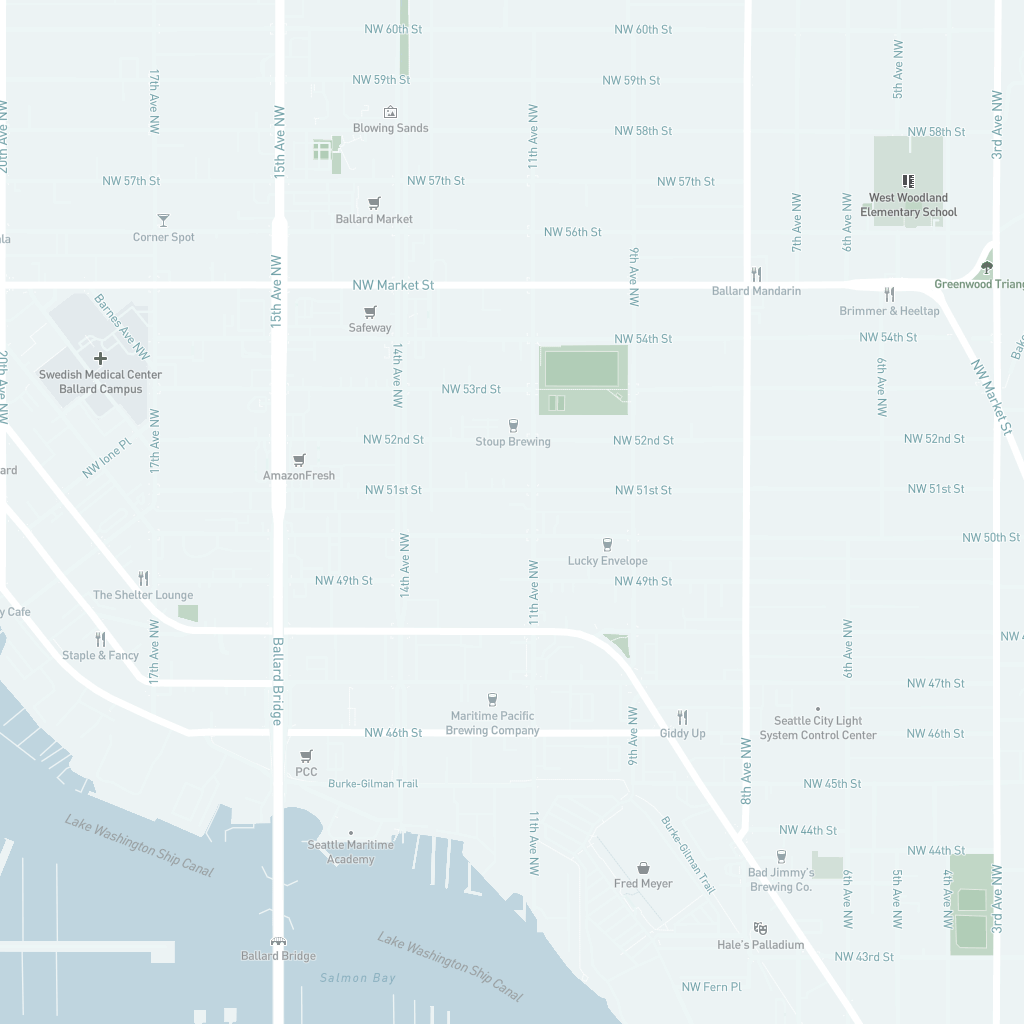 NW 60th St
NW 60th St
5th Ave NW
17th Ave NW
NW 59th St
NW 59th St
20th Ave NW
15th Ave NW
Blowing Sands
11th Ave NW
NW 58th St
NW 58th St
3rd Ave NW
NW 57th St
NW 57th St
NW 57th St
West Woodland
Elementary School
Ballard Market
7th Ave NW
6th Ave NW
Corner Spot
NW 56th St
9th Ave NW
15th Ave NW
NW Market St
Ballard Mandarin
Greenwood Triang
Brimmer & Heeltap
Barnes Ave NW
Safeway
NW 54th St
NW 54th St
Swedish Medical Center
Ballard Campus
20th Ave NW
14th Ave NW
NW 53rd St
6th Ave NW
NW Market St
17th Ave NW
Stoup Brewing
NW 52nd St
NW 52nd St
NW 52nd St
NW Ione Pl
ard
AmazonFresh
NW 51st St
NW 51st St
NW 51st St
NW 50th St
14th Ave NW
Lucky Envelope
NW 49th St
NW 49th St
11th Ave NW
The Shelter Lounge
y Cafe
17th Ave NW
Staple & Fancy
Ballard Bridge
6th Ave NW
NW 47th St
Maritime Pacific
Brewing Company
9th Ave NW
Giddy Up
Seattle City Light
System Control Center
NW 46th St
NW 46th St
PCC
8th Ave NW
Burke-Gilman Trail
NW 45th St
Lake Washington Ship Canal
Seattle Maritime
Academy
11th Ave NW
Burke-Gilman Trail
NW 44th St
NW 44th St
Fred Meyer
Bad Jimmy's
Brewing Co.
6th Ave NW
5th Ave NW
4th Ave NW
3rd Ave NW
Ballard Bridge
Lake Washington Ship Canal
Hale's Palladium
NW 43rd St
Salmon Bay
NW Fern Pl